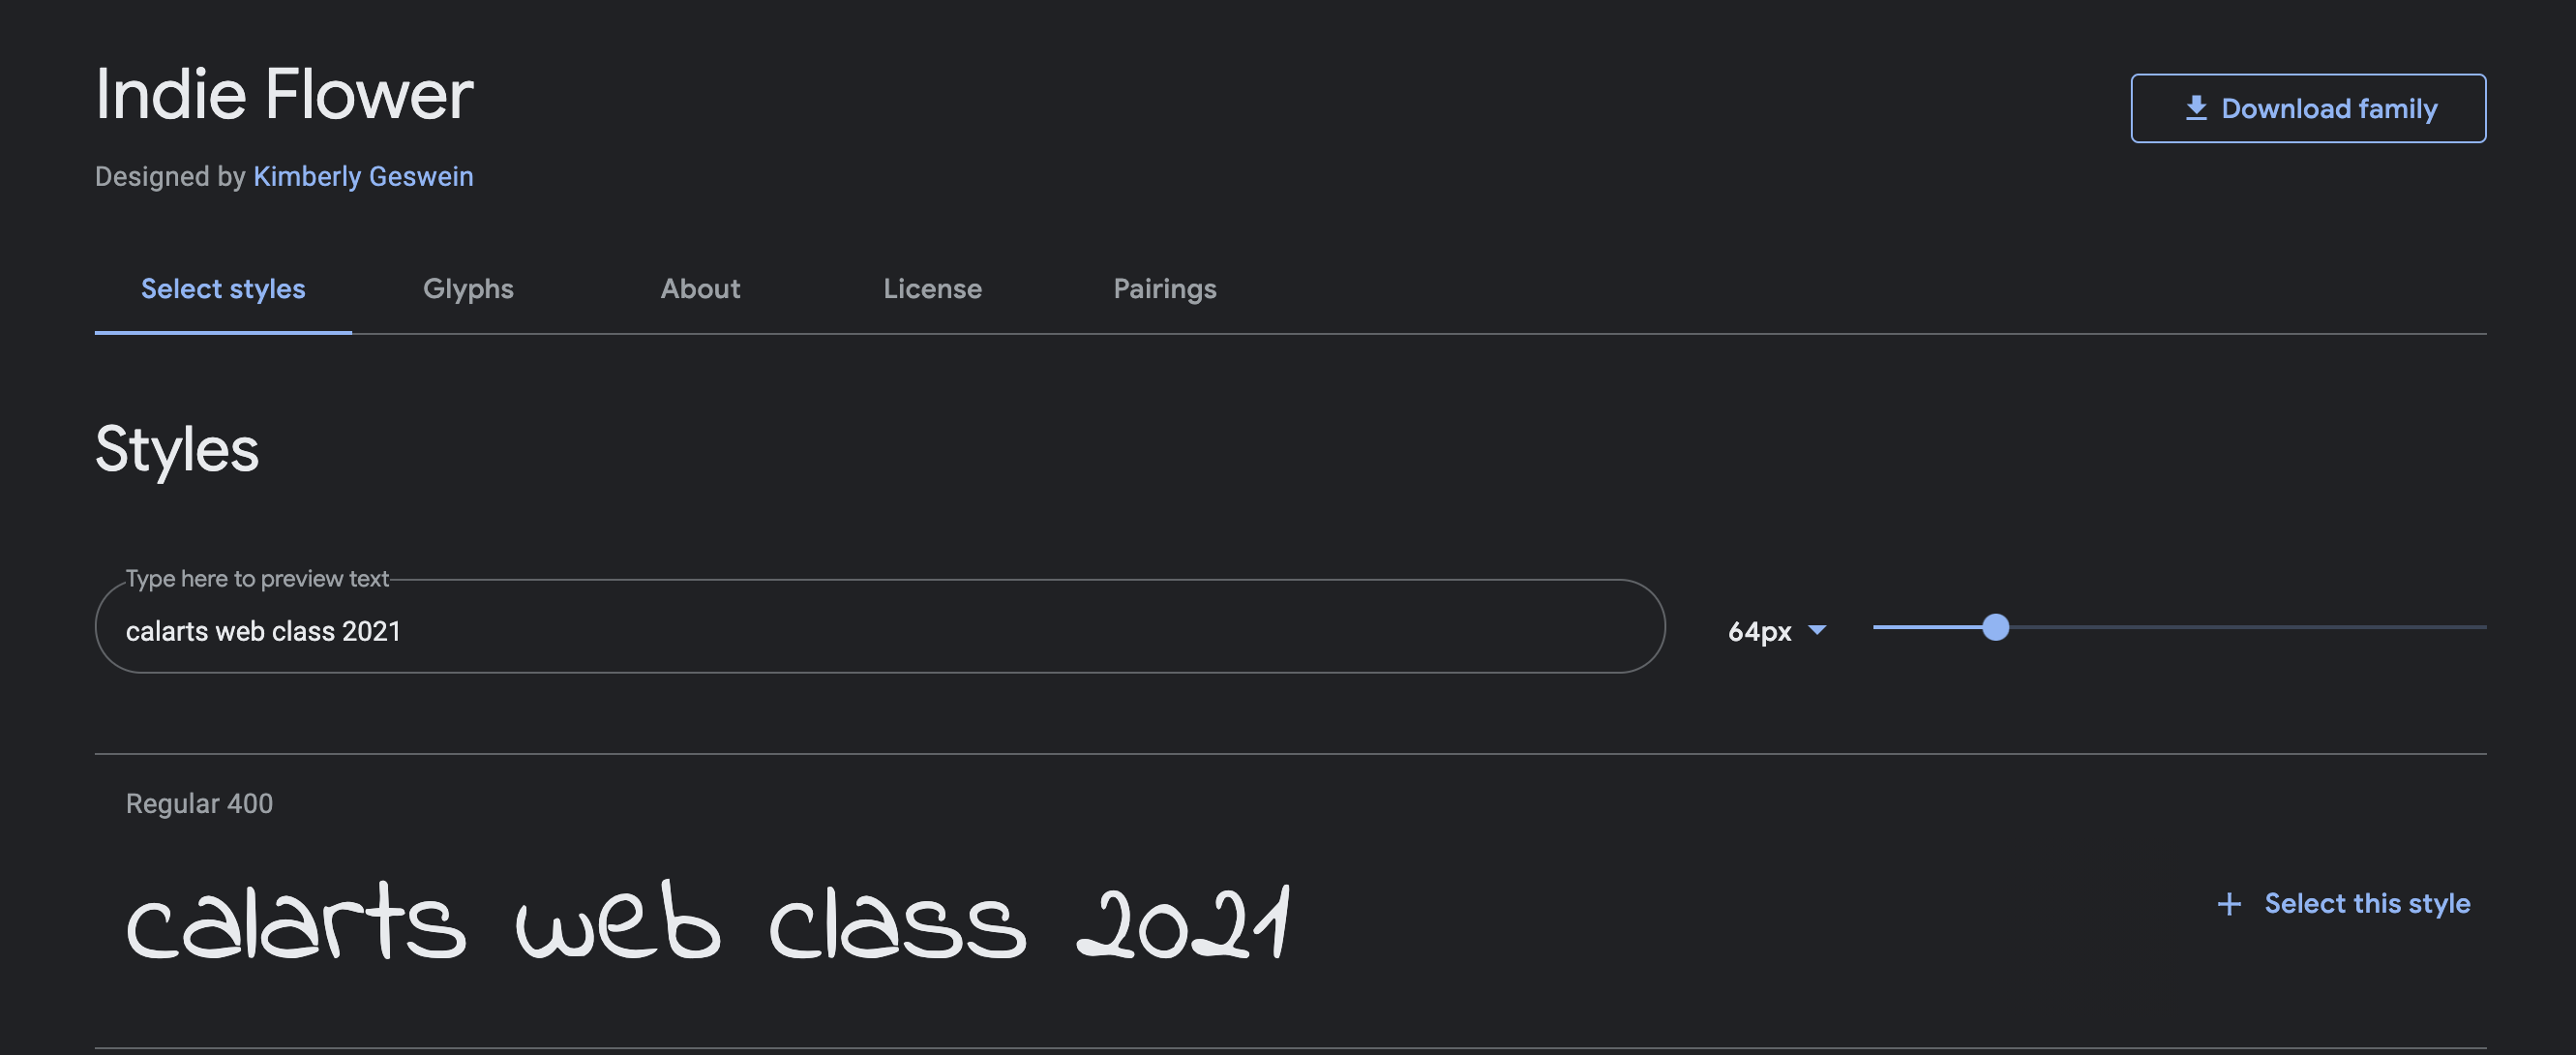 Indie Flower
Download family
Designed by Kimberly Geswein
Select styles Glyphs About License Pairings
Styles
Type here to preview text
calarts web class 2021
64px
Regular 400
calarts web class 2021
+ Select this style